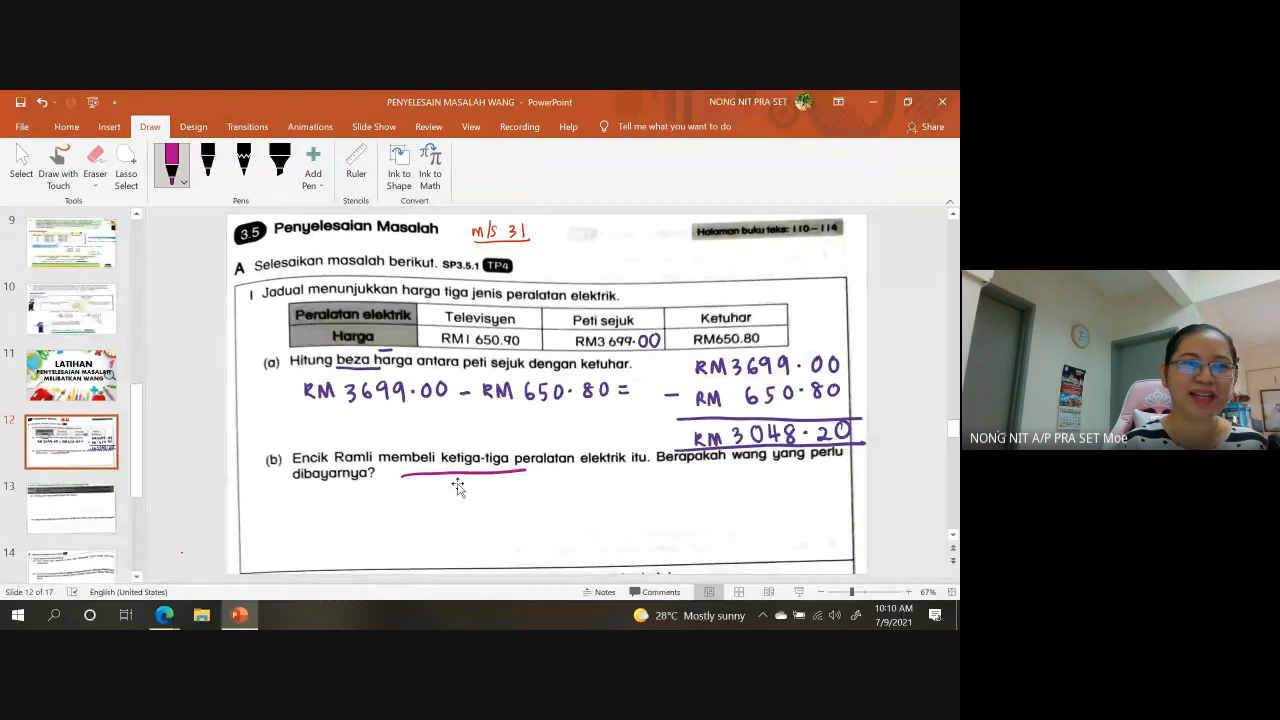 PENYELESAIN MASALAH WANG - PowerPoint
NONG NIT PRA SET
File Home Insert Draw Design Transitions Animations Slide Show Review View Recording Help Tell me what you want to do Share
Select Draw with Touch Eraser Lasso Select Add Pen Ruler Ink to Shape Ink to Math
Tools Pens Stencils Convert
9
10
11
LATIHAN
PENYELESAIAN MASALAH
MELIBATKAN WANG
12
13
14
3.5 Penyelesaian Masalah m/s 31 Halaman buku teks: 110 – 114
A Selesaikan masalah berikut. SP3.5.1 TP4
1 Jadual menunjukkan harga tiga jenis peralatan elektrik.
Peralatan elektrik Televisyen Peti sejuk Ketuhar
Harga RM1 650.90 RM3 699.00 RM650.80
(a) Hitung beza harga antara peti sejuk dengan ketuhar.
RM 3699.00 - RM 650.80 =
RM3699.00
- RM 650.80
RM 3048.20
(b) Encik Ramli membeli ketiga-tiga peralatan elektrik itu. Berapakah wang yang perlu
dibayarnya?
NONG NIT A/P PRA SET Moe
Slide 12 of 17 English (United States) Notes Comments 67%
28°C Mostly sunny
10:10 AM
7/9/2021